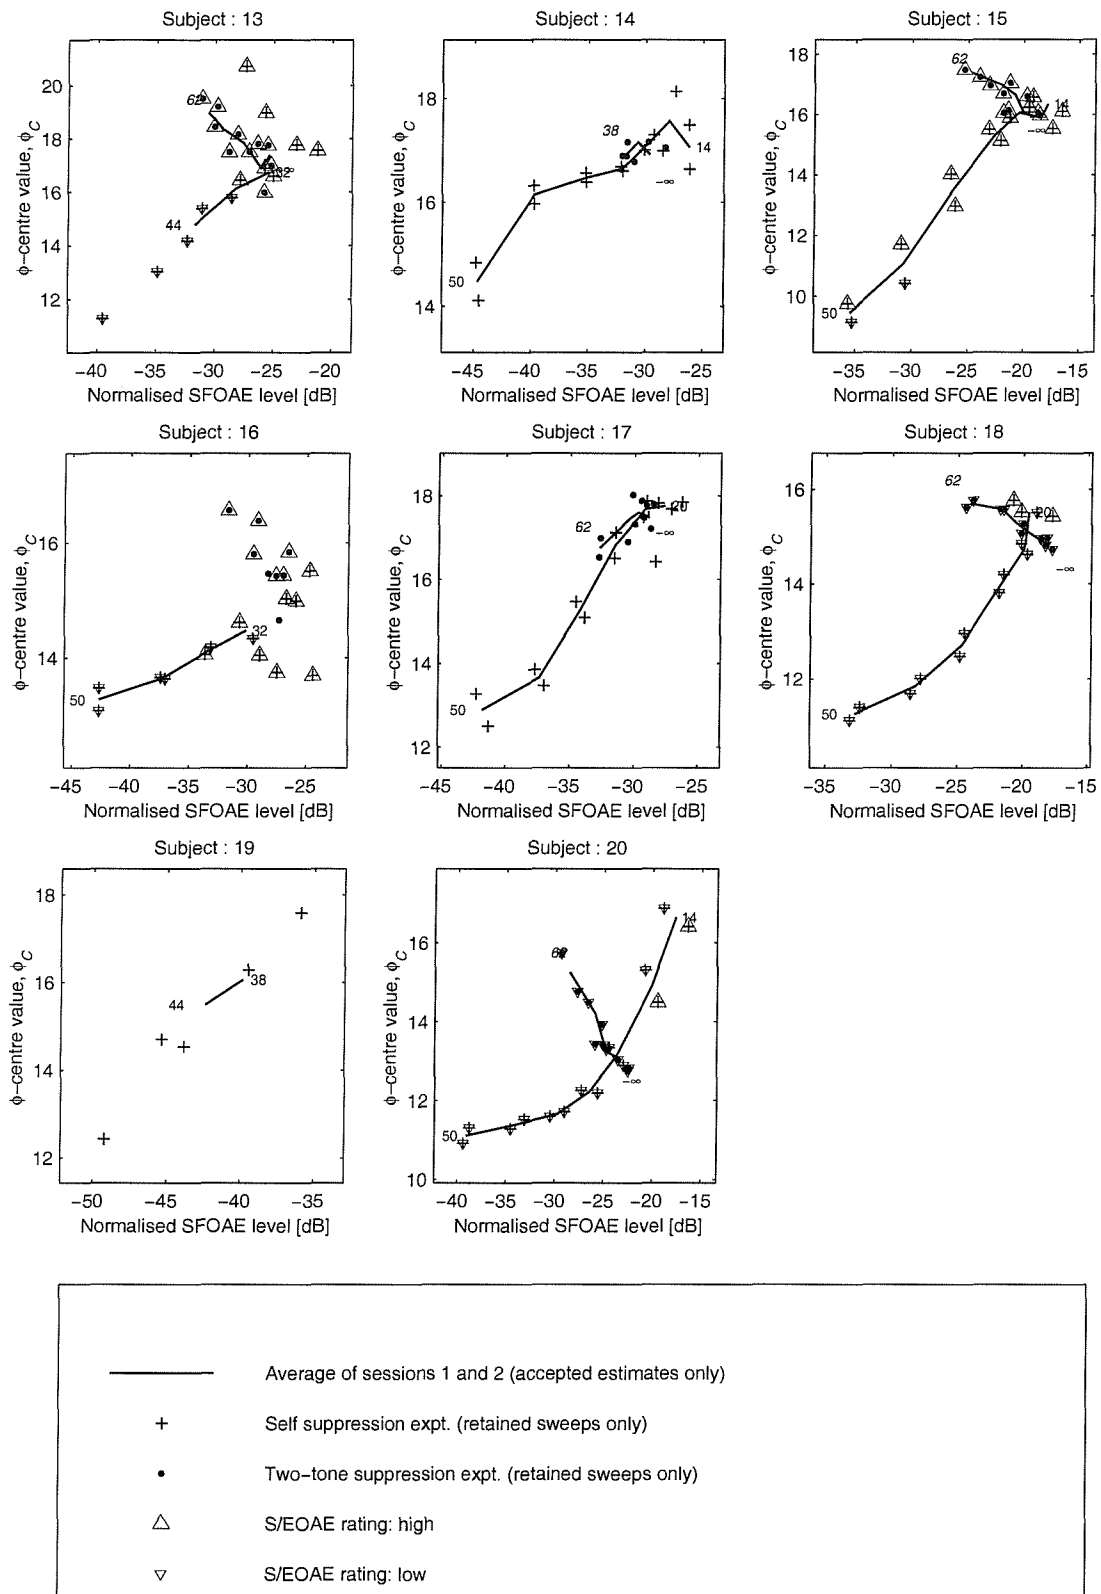 Subject : 13
Subject : 14
Subject : 15
20
18
16
14
12
φ−centre value, φC
−40 −35 −30 −25 −20
Normalised SFOAE level [dB]
62
44
18
16
14
φ−centre value, φC
−45 −40 −35 −30 −25
Normalised SFOAE level [dB]
38
14
−∞
50
18
16
14
12
10
φ−centre value, φC
−35 −30 −25 −20 −15
Normalised SFOAE level [dB]
62
14
−∞
50
Subject : 16
Subject : 17
Subject : 18
16
14
φ−centre value, φC
−45 −40 −35 −30 −25
Normalised SFOAE level [dB]
32
50
18
16
14
12
φ−centre value, φC
−45 −40 −35 −30 −25
Normalised SFOAE level [dB]
62
20
−∞
50
16
14
12
φ−centre value, φC
−35 −30 −25 −20 −15
Normalised SFOAE level [dB]
62
20
−∞
50
Subject : 19
Subject : 20
18
16
14
12
φ−centre value, φC
−50 −45 −40 −35
Normalised SFOAE level [dB]
44
38
16
14
12
10
φ−centre value, φC
−40 −35 −30 −25 −20 −15
Normalised SFOAE level [dB]
14
−∞
50
Average of sessions 1 and 2 (accepted estimates only)
Self suppression expt. (retained sweeps only)
Two−tone suppression expt. (retained sweeps only)
S/EOAE rating: high
S/EOAE rating: low